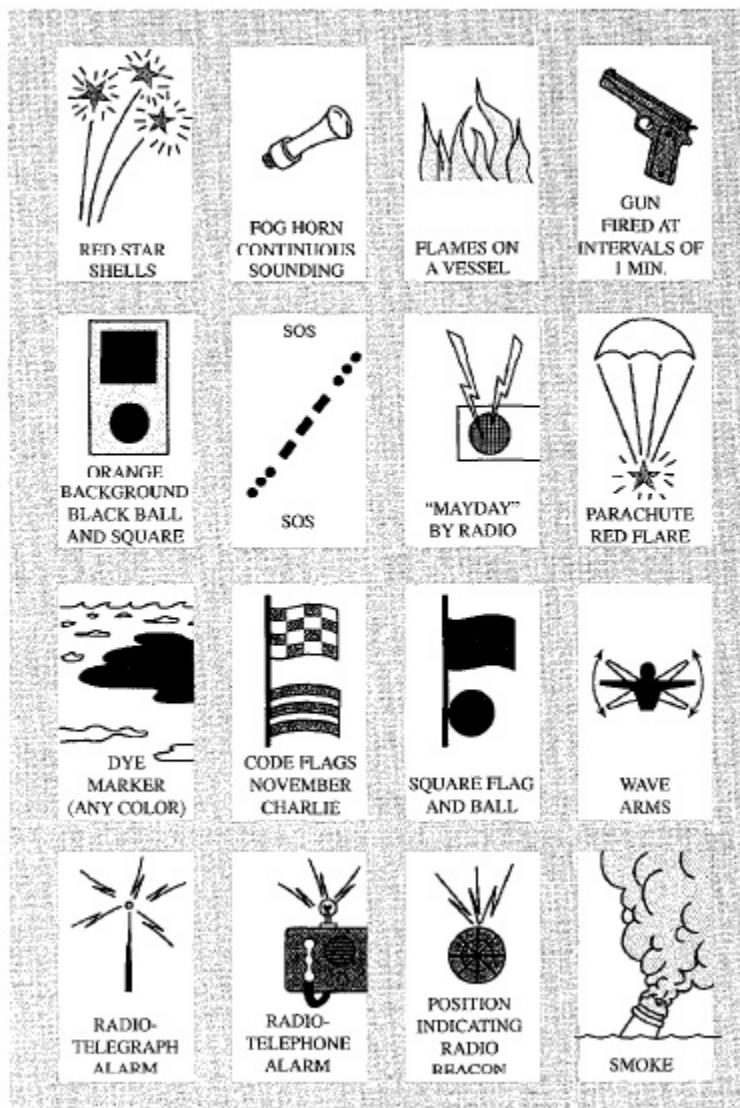 RED STAR
SHELLS
FOG HORN
CONTINUOUS
SOUNDING
FLAMES ON
A VESSEL
GUN
FIRED AT
INTERVALS OF
1 MIN.
ORANGE
BACKGROUND
BLACK BALL
AND SQUARE
SOS
SOS
“MAYDAY”
BY RADIO
PARACHUTE
RED FLARE
DYE
MARKER
(ANY COLOR)
CODE FLAGS
NOVEMBER
CHARLIE
SQUARE FLAG
AND BALL
WAVE
ARMS
RADIO-
TELEGRAPH
ALARM
RADIO-
TELEPHONE
ALARM
POSITION
INDICATING
RADIO
BEACON
SMOKE